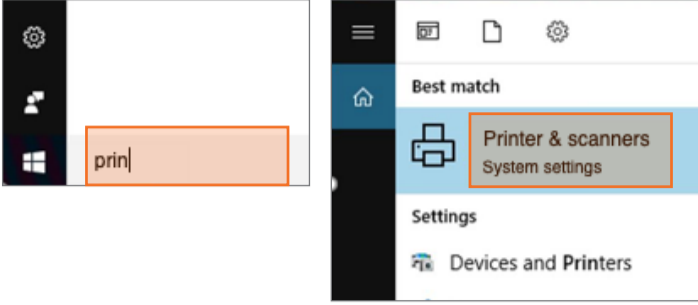 prin
Best match
Printer & scanners
System settings
Settings
Devices and Printers